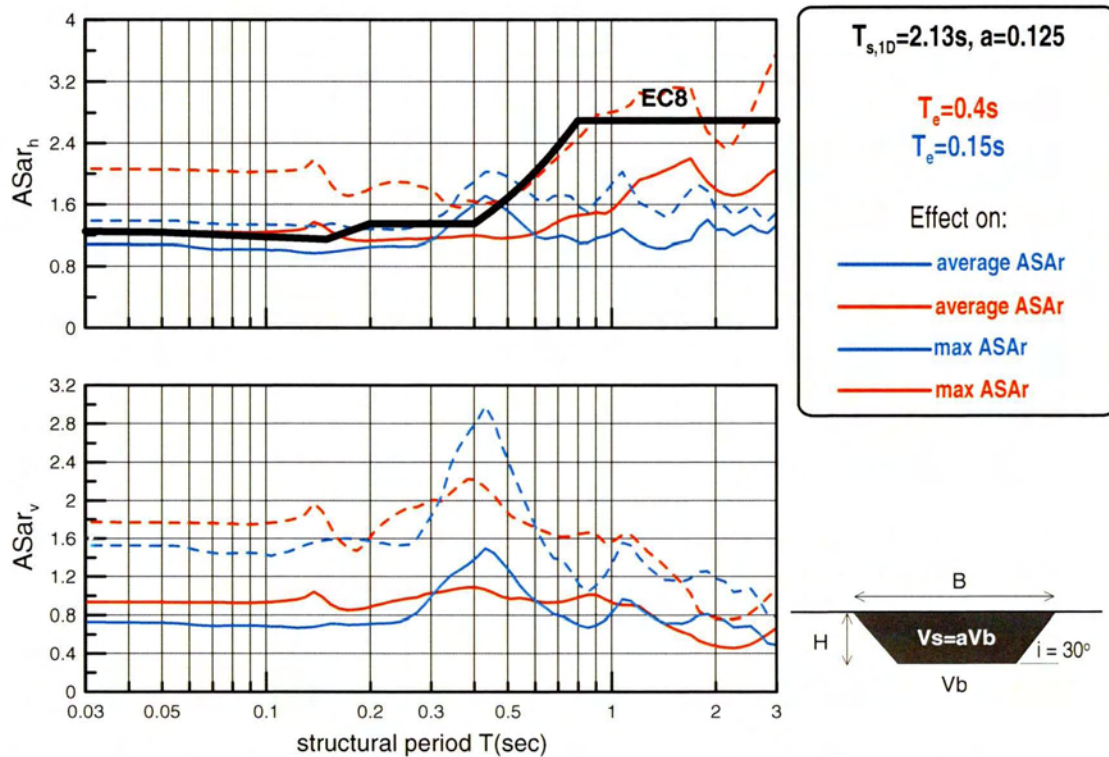 4
3.2
2.4
1.6
0.8
0
ASar_h
EC8
3.2
2.8
2.4
2
1.6
1.2
0.8
0.4
0
ASar_v
0.03 0.05 0.1 0.2 0.3 0.5 1 2 3
structural period T(sec)
T_s,1D=2.13s, a=0.125
T_e=0.4s
T_e=0.15s
Effect on:
average ASAr
average ASAr
max ASAr
max ASAr
B
H
Vs=aVb
i = 30°
Vb